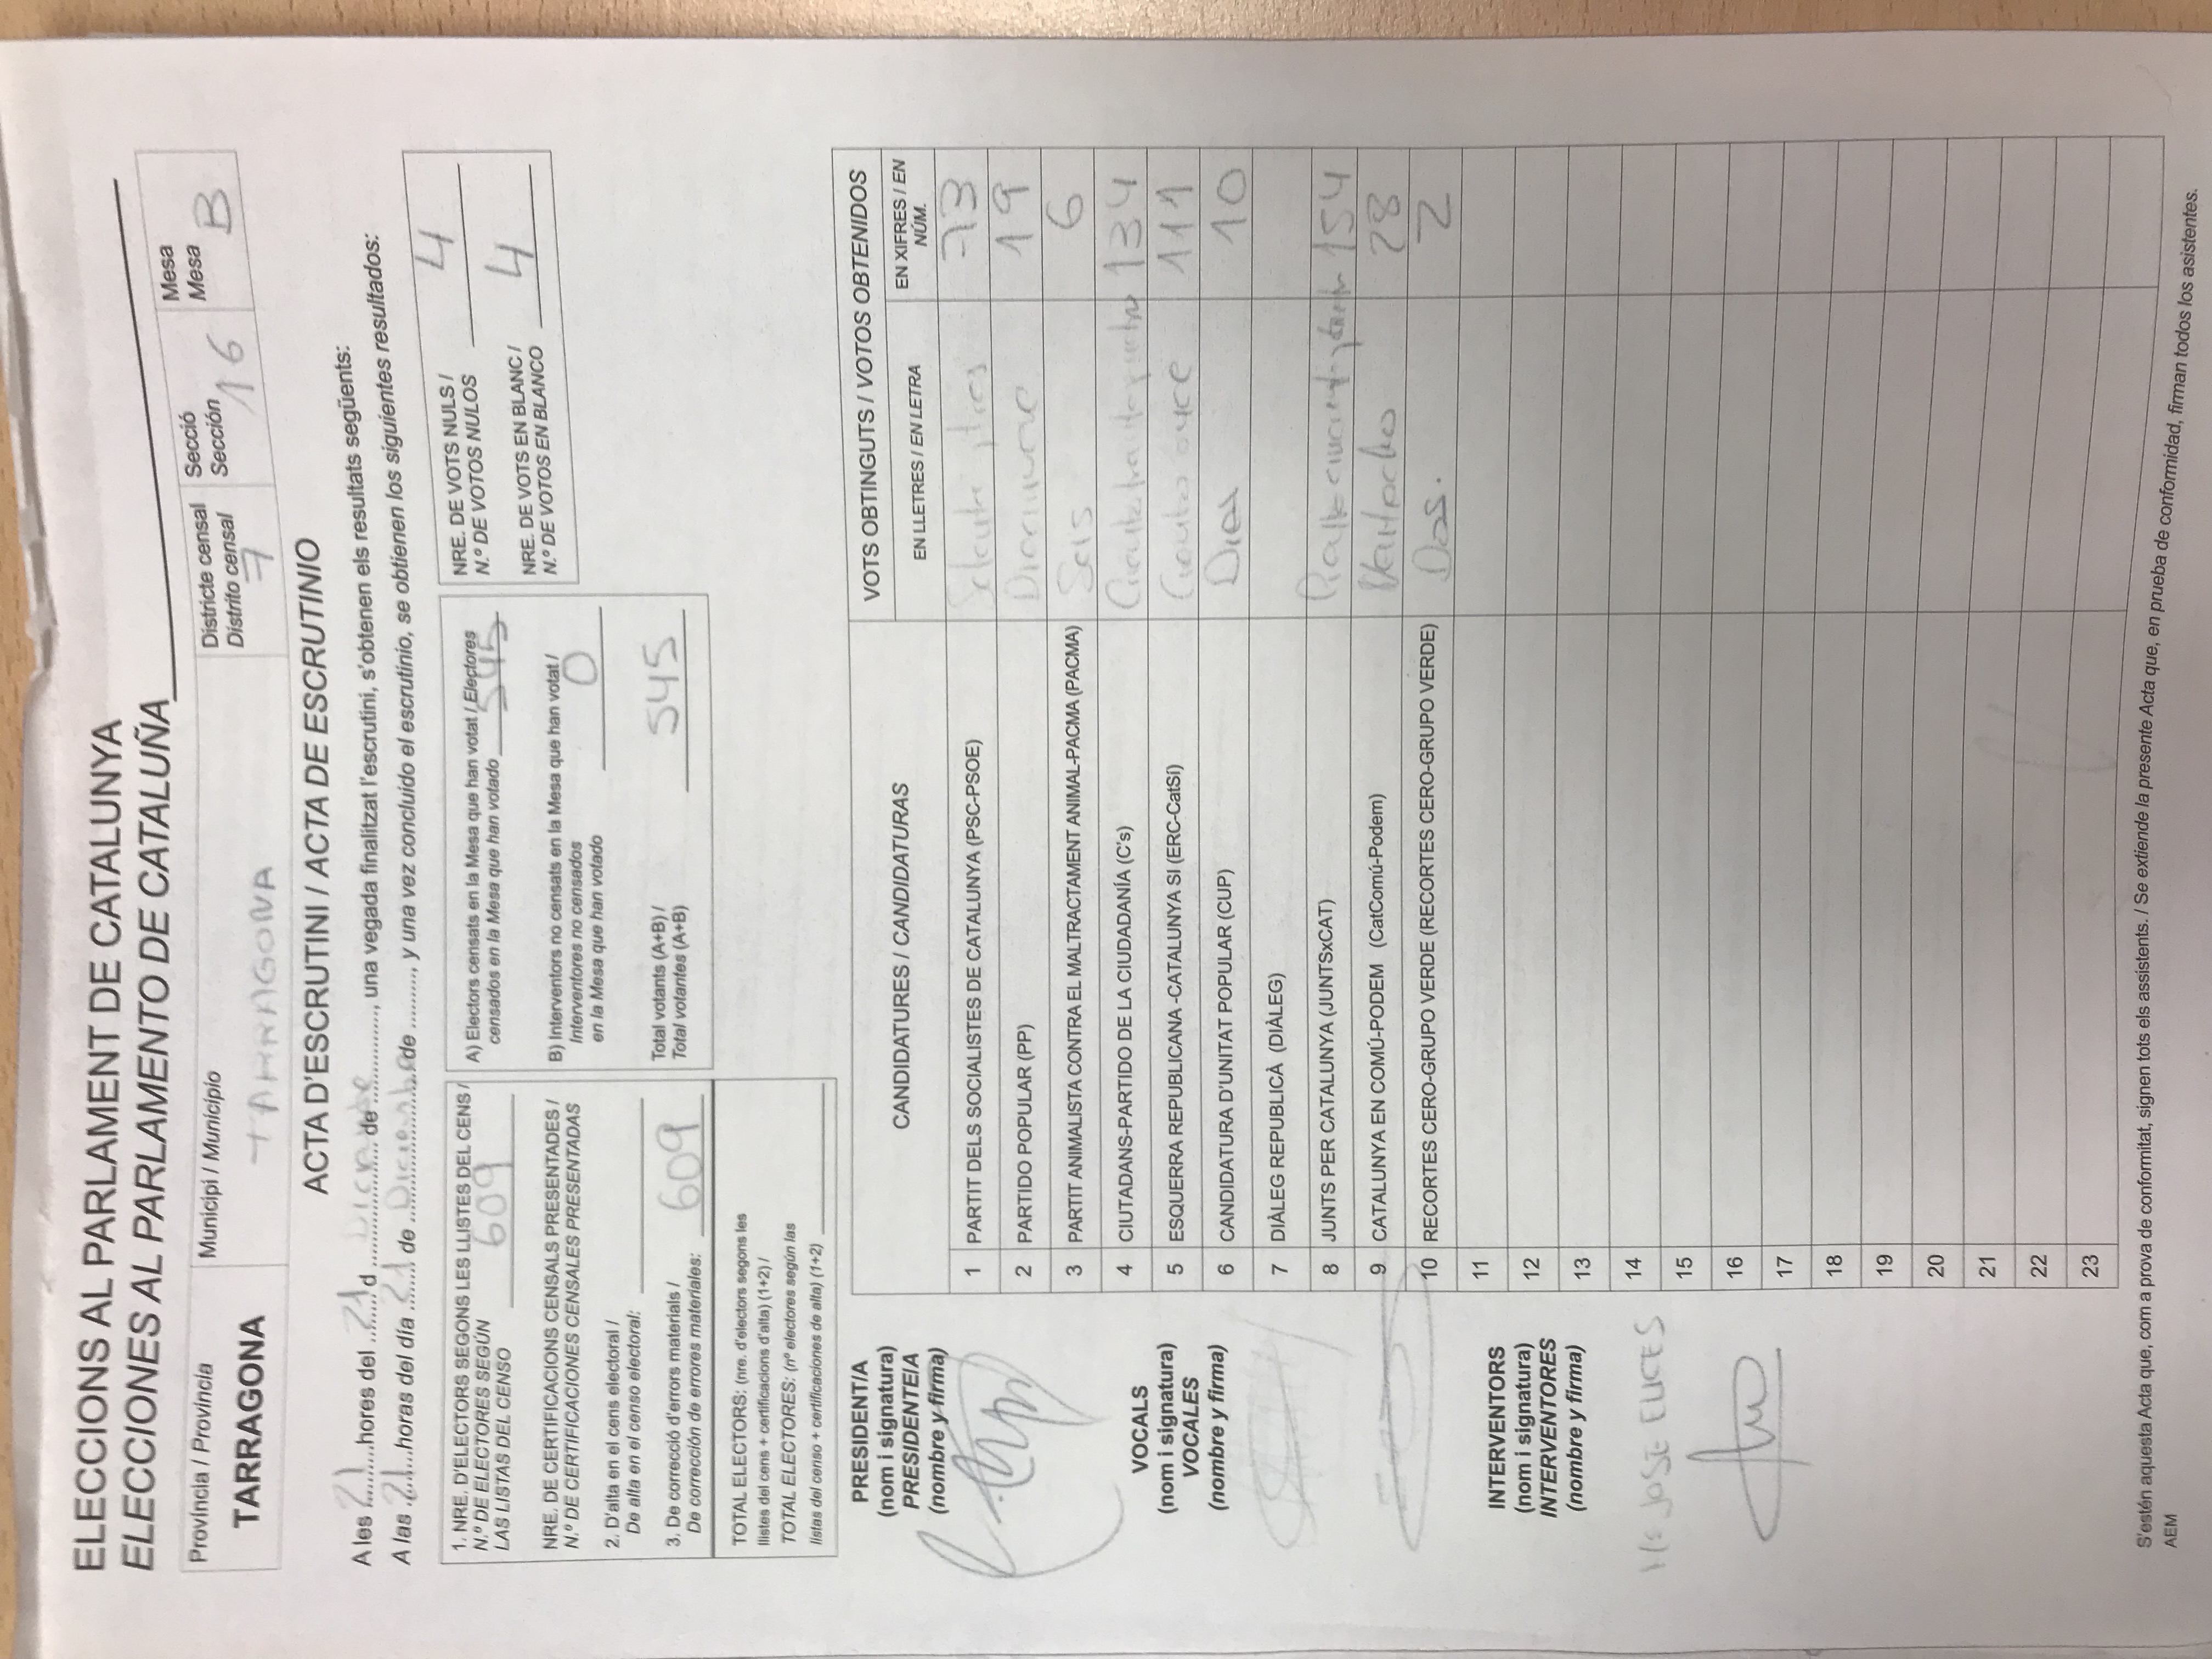 ELECCIONS AL PARLAMENT DE CATALUNYA
ELECCIONES AL PARLAMENTO DE CATALUÑA
Província / Provincia
TARRAGONA
Municipi / Municipio
TARRAGONA
Districte censal
Distrito censal
7
Secció
Sección
16
Mesa
Mesa
B
ACTA D'ESCRUTINI / ACTA DE ESCRUTINIO
A les 21 hores del 21 d Diciembre de .............., una vegada finalitzat l'escrutini, s'obtenen els resultats següents:
A las 21 horas del día 21 de Diciembre de ........., y una vez concluido el escrutinio, se obtienen los siguientes resultados:
1. NRE. D'ELECTORS SEGONS LES LLISTES DEL CENS /
N.º DE ELECTORES SEGÚN
LAS LISTAS DEL CENSO 609
NRE. DE CERTIFICACIONS CENSALS PRESENTADES /
N.º DE CERTIFICACIONES CENSALES PRESENTADAS
2. D'alta en el cens electoral /
De alta en el censo electoral:
3. De correcció d'errors materials /
De corrección de errores materiales: 609
TOTAL ELECTORS: (nre. d'electors segons les
llistes del cens + certificacions d'alta) (1+2) /
TOTAL ELECTORES: (nº electores según las
listas del censo + certificaciones de alta) (1+2)
A) Electors censats en la Mesa que han votat / Electores
censados en la Mesa que han votado 545
B) Interventors no censats en la Mesa que han votat /
Interventores no censados
en la Mesa que han votado 0
Total votants (A+B) /
Total votantes (A+B) 545
NRE. DE VOTS NULS /
N.º DE VOTOS NULOS 4
NRE. DE VOTS EN BLANC /
N.º DE VOTOS EN BLANCO 4
PRESIDENT/A
(nom i signatura)
PRESIDENTE/A
(nombre y firma)
VOCALS
(nom i signatura)
VOCALES
(nombre y firma)
INTERVENTORS
(nom i signatura)
INTERVENTORES
(nombre y firma)
Mª JOSE ELICES
CANDIDATURES / CANDIDATURAS
VOTS OBTINGUTS / VOTOS OBTENIDOS
EN LLETRES / EN LETRA
EN XIFRES / EN
NÚM.
1 PARTIT DELS SOCIALISTES DE CATALUNYA (PSC-PSOE) Setenta y tres 73
2 PARTIDO POPULAR (PP) Diecinueve 19
3 PARTIT ANIMALISTA CONTRA EL MALTRACTAMENT ANIMAL-PACMA (PACMA) Seis 6
4 CIUTADANS-PARTIDO DE LA CIUDADANÍA (C's) 134
5 ESQUERRA REPUBLICANA -CATALUNYA SI (ERC-CatSí) Ciento once 111
6 CANDIDATURA D'UNITAT POPULAR (CUP) Diez 10
7 DIÀLEG REPUBLICÀ (DIÀLEG)
8 JUNTS PER CATALUNYA (JUNTSxCAT) 154
9 CATALUNYA EN COMÚ-PODEM (CatComú-Podem) 28
10 RECORTES CERO-GRUPO VERDE (RECORTES CERO-GRUPO VERDE) Dos. 2
11
12
13
14
15
16
17
18
19
20
21
22
23
S'estén aquesta Acta que, com a prova de conformitat, signen tots els assistents. / Se extiende la presente Acta que, en prueba de conformidad, firman todos los asistentes.
AEM